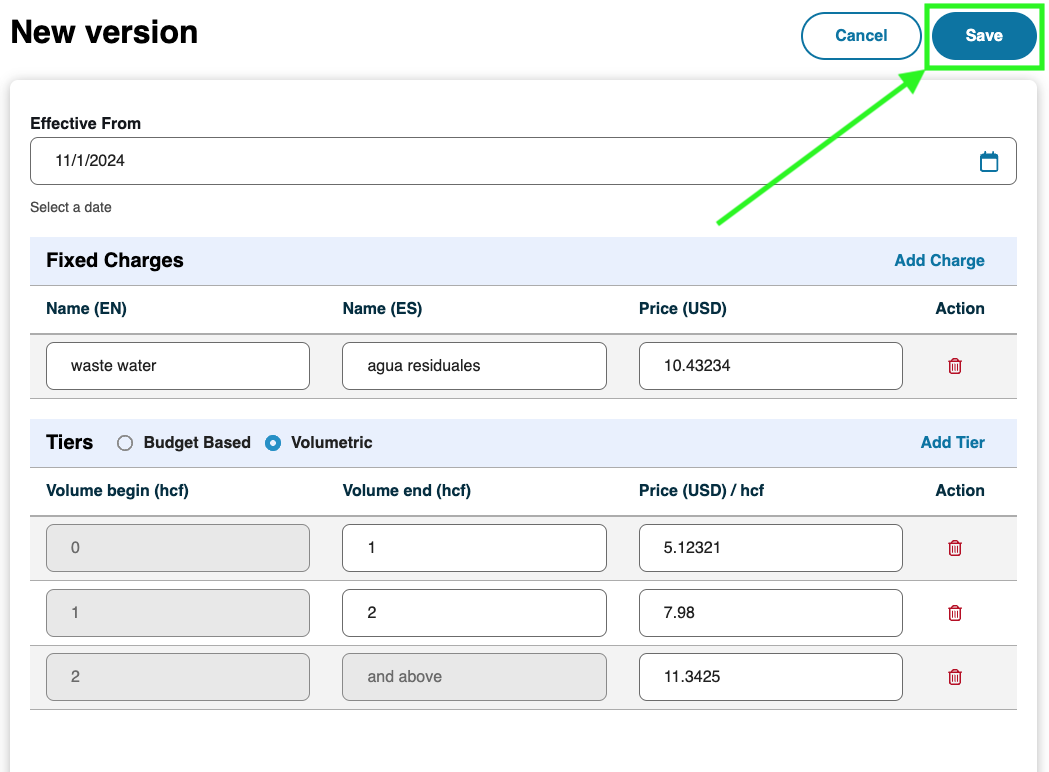 New version
Cancel
Save
Effective From
11/1/2024
Select a date
Fixed Charges Add Charge
Name (EN) Name (ES) Price (USD) Action
waste water agua residuales 10.43234
Tiers Budget Based Volumetric Add Tier
Volume begin (hcf) Volume end (hcf) Price (USD) / hcf Action
0 1 5.12321
1 2 7.98
2 and above 11.3425